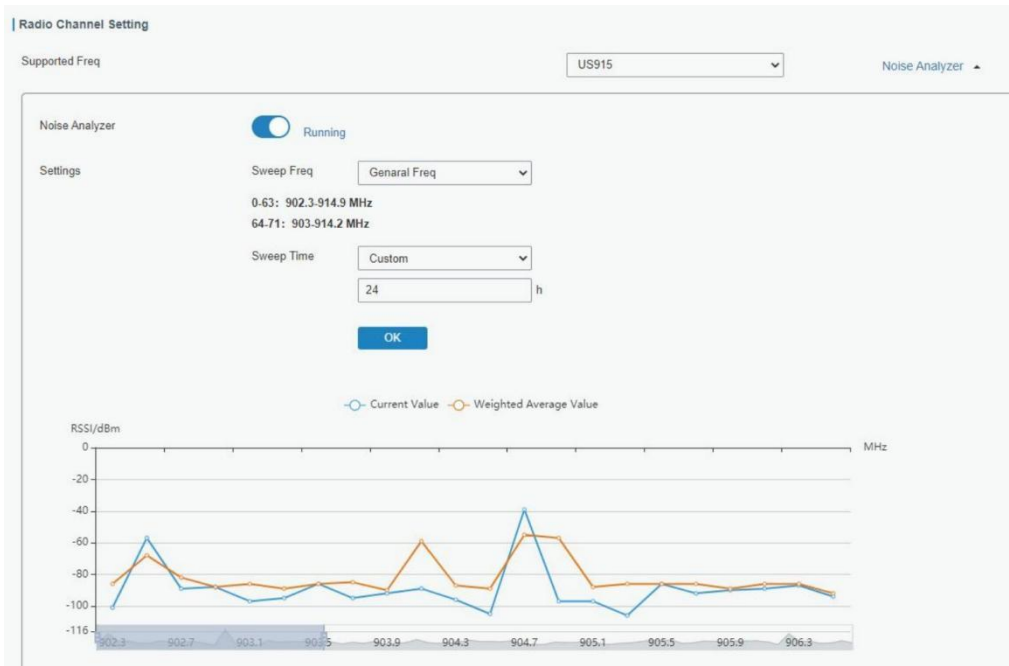 Radio Channel Setting
Supported Freq US915 Noise Analyzer
Noise Analyzer Running
Settings Sweep Freq Genaral Freq
0-63: 902.3-914.9 MHz
64-71: 903-914.2 MHz
Sweep Time Custom
24 h
OK
Current Value Weighted Average Value
RSSI/dBm
0 MHz
-20
-40
-60
-80
-100
-116
902.3 902.7 903.1 903.5 903.9 904.3 904.7 905.1 905.5 905.9 906.3